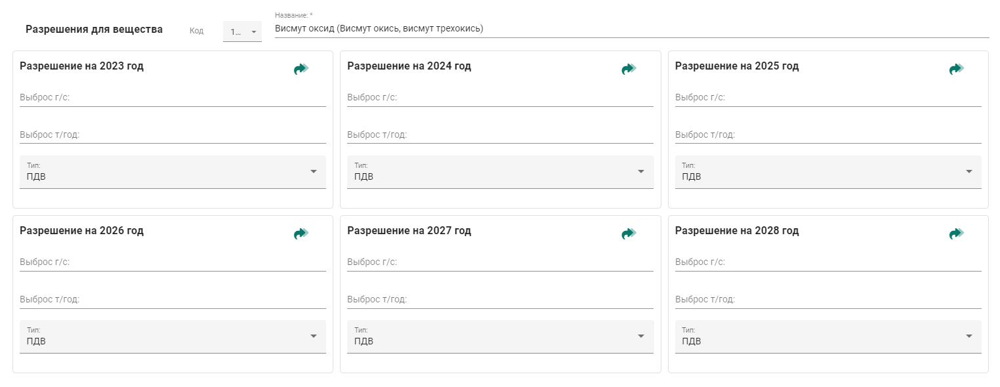 Разрешения для вещества
Код
1...
Название: *
Висмут оксид (Висмут окись, висмут трехокись)
Разрешение на 2023 год
Выброс г/с:
Выброс т/год:
Тип:
ПДВ
Разрешение на 2024 год
Выброс г/с:
Выброс т/год:
Тип:
ПДВ
Разрешение на 2025 год
Выброс г/с:
Выброс т/год:
Тип:
ПДВ
Разрешение на 2026 год
Выброс г/с:
Выброс т/год:
Тип:
ПДВ
Разрешение на 2027 год
Выброс г/с:
Выброс т/год:
Тип:
ПДВ
Разрешение на 2028 год
Выброс г/с:
Выброс т/год:
Тип:
ПДВ